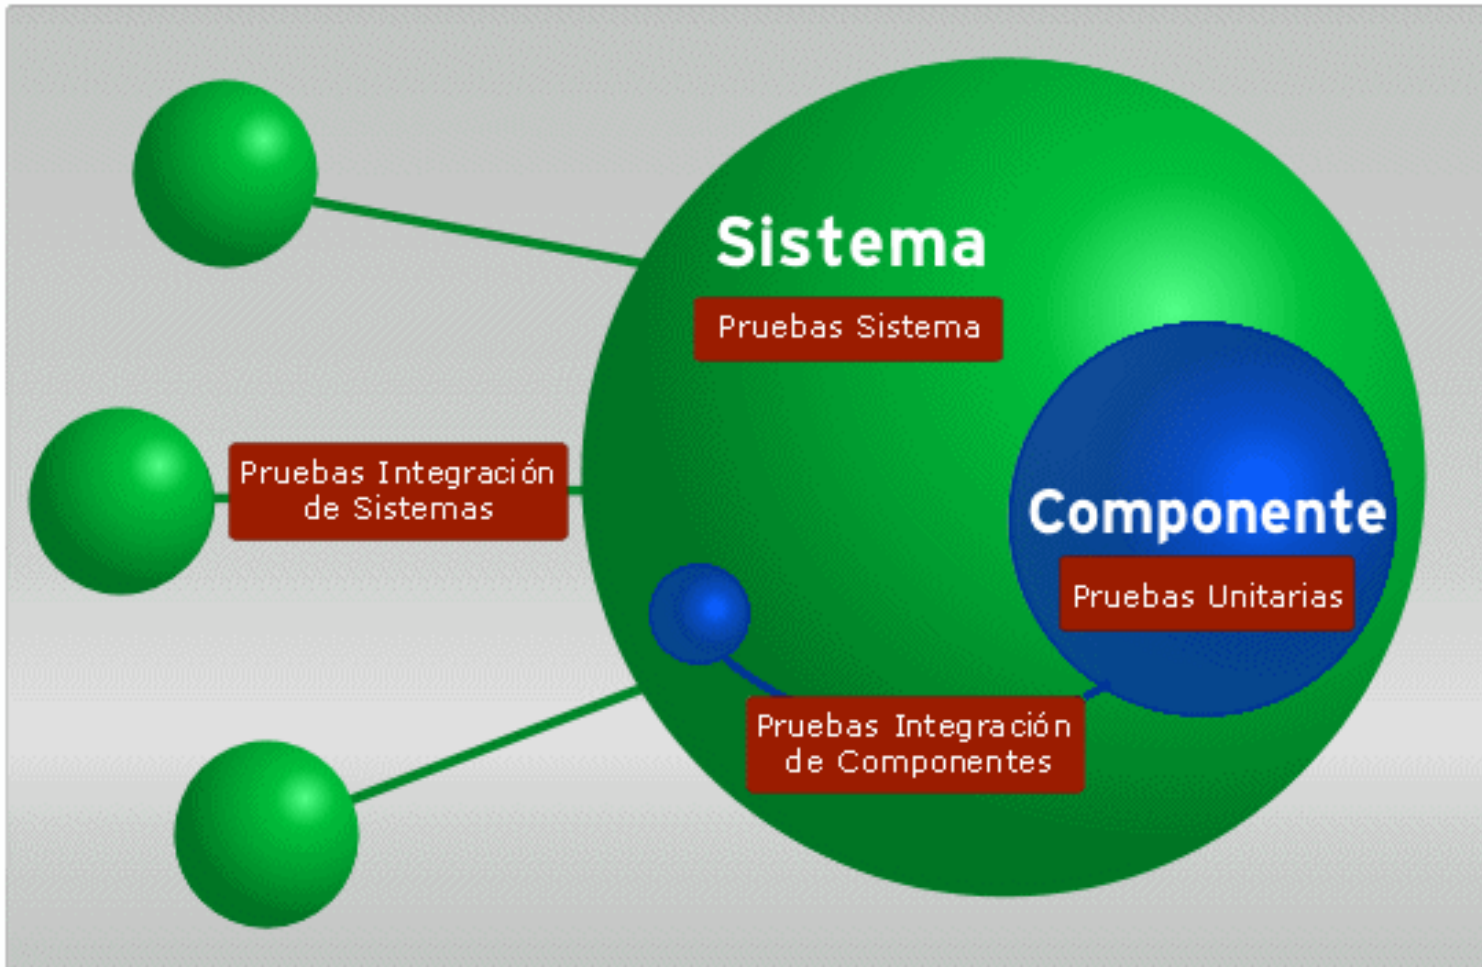 Sistema
Pruebas Sistema
Pruebas Integración
de Sistemas
Componente
Pruebas Unitarias
Pruebas Integración
de Componentes